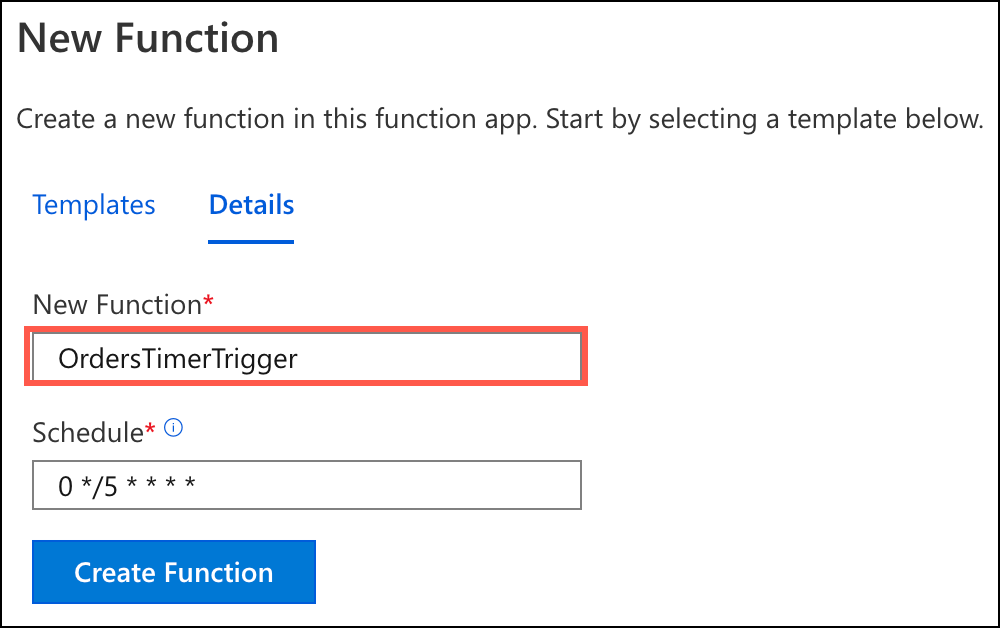 New Function
Create a new function in this function app. Start by selecting a template below.
Templates Details
New Function*
OrdersTimerTrigger
Schedule* ⓘ
0 */5 * * * *
Create Function